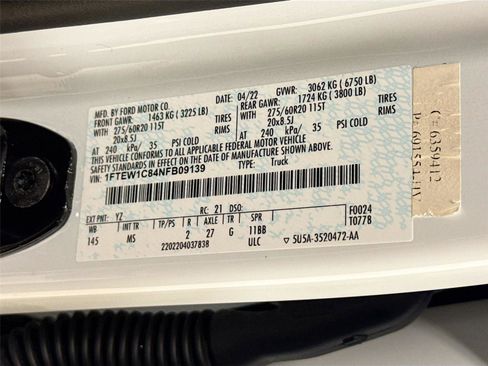 MFD. BY FORD MOTOR CO.
DATE: 04/22 GVWR: 3062 KG ( 6750 LB)
FRONT GAWR: 1463 KG ( 3225 LB) REAR GAWR: 1724 KG ( 3800 LB)
WITH 275/60R20 115T TIRES WITH 275/60R20 115T TIRES
20x8.5J RIMS 20x8.5J RIMS
AT 240 kPa/ 35 PSI COLD AT 240 kPa/ 35 PSI COLD
THIS VEHICLE CONFORMS TO ALL APPLICABLE FEDERAL MOTOR VEHICLE
SAFETY STANDARDS IN EFFECT ON THE DATE OF MANUFACTURE SHOWN ABOVE.
VIN: 1FTEW1C84NFB09139 TYPE: Truck
F0024
T0778
EXT PNT: YZ RC: 21 DSO:
WB INT TR R AXLE TR SPR
145 MS 2 27 G 11BB
2202204037838 ULC 5U5A-3520472-AA